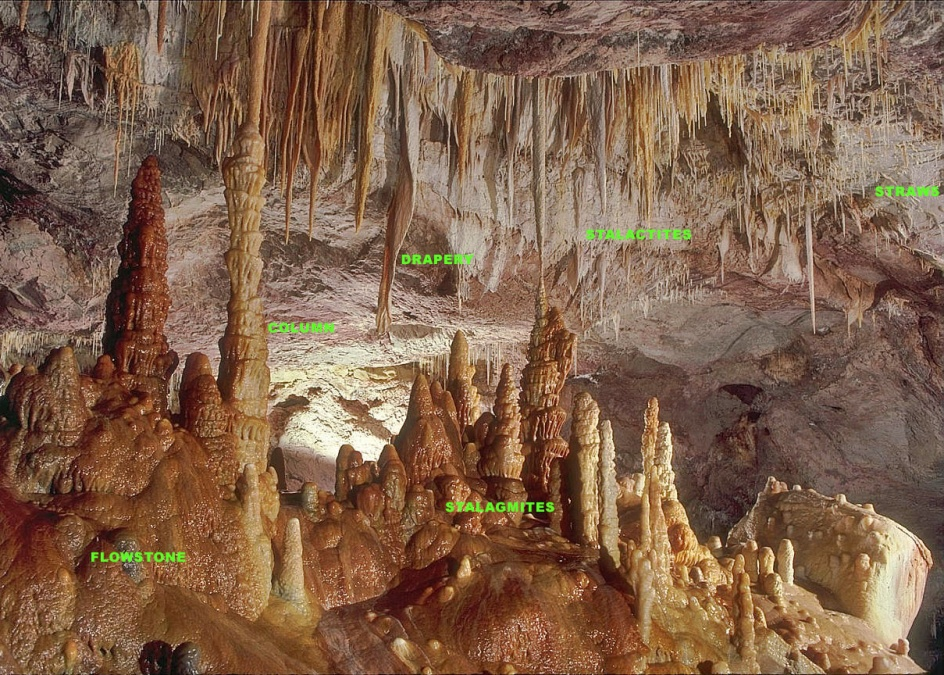 STRAWS
STALACTITES
DRAPERY
COLUMN
STALAGMITES
FLOWSTONE